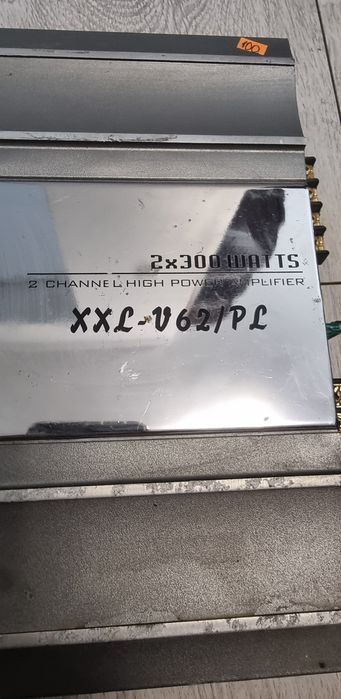 100
2x300 WATTS
2 CHANNEL HIGH POWER AMPLIFIER
XXL-V62/PL